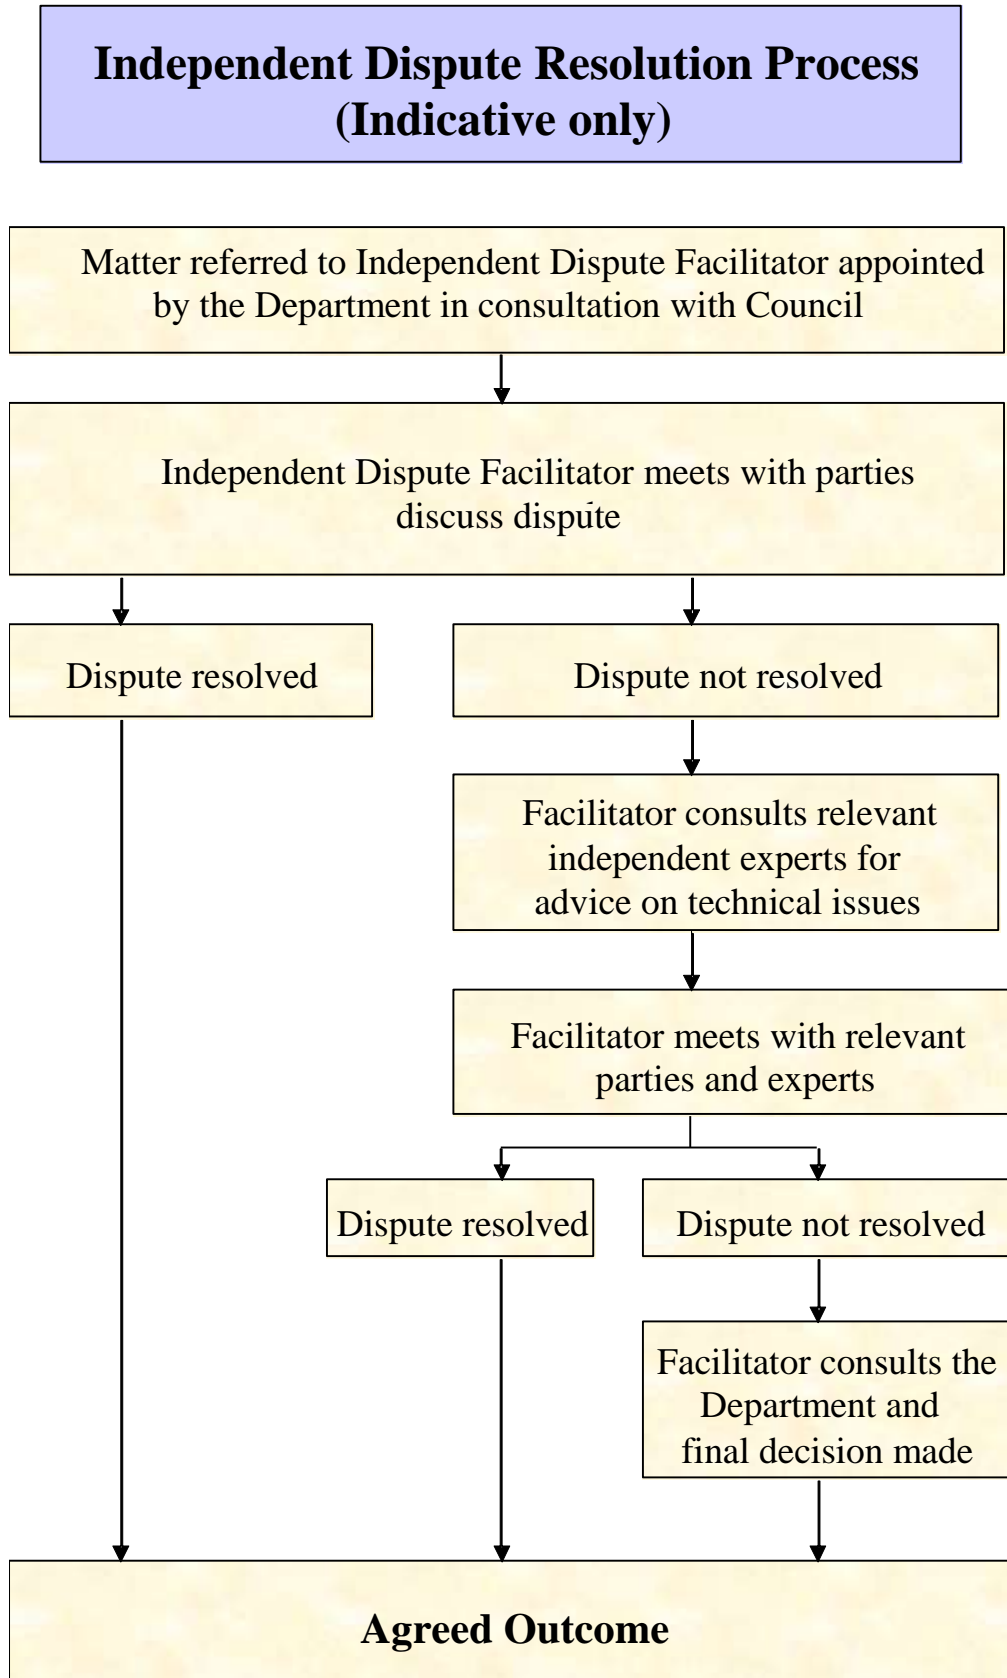 Independent Dispute Resolution Process
(Indicative only)
Matter referred to Independent Dispute Facilitator appointed
by the Department in consultation with Council
Independent Dispute Facilitator meets with parties
discuss dispute
Dispute resolved
Dispute not resolved
Facilitator consults relevant
independent experts for
advice on technical issues
Facilitator meets with relevant
parties and experts
Dispute resolved
Dispute not resolved
Facilitator consults the
Department and
final decision made
Agreed Outcome